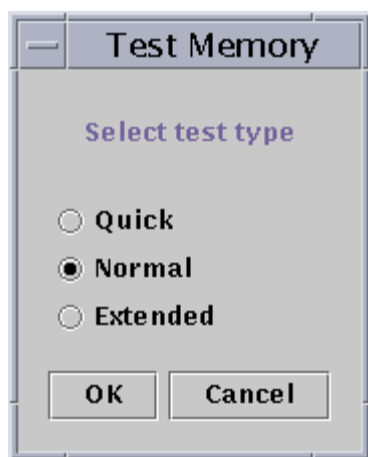 Test Memory
Select test type
Quick
Normal
Extended
OK Cancel